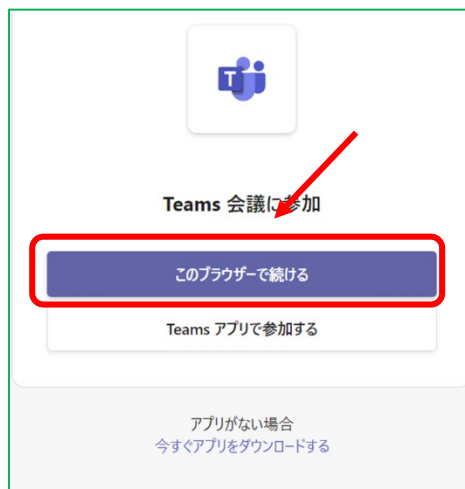 T
Teams 会議に参加
このブラウザーで続ける
Teams アプリで参加する
アプリがない場合
今すぐアプリをダウンロードする